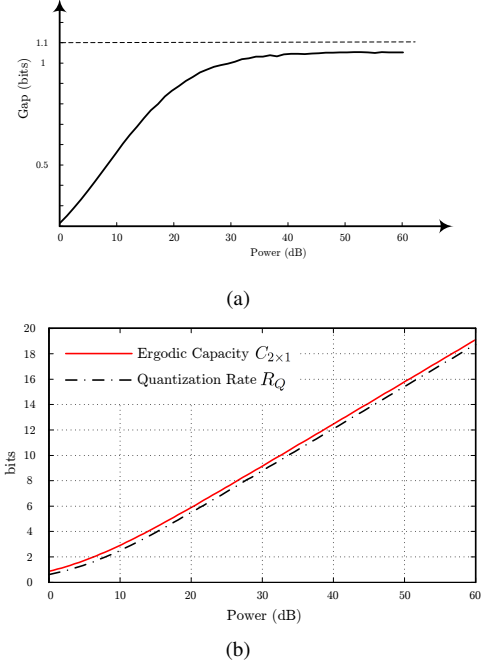 1.1
1
Gap (bits)
0.5
0 10 20 30 40 50 60
Power (dB)
(a)
20
18
16
14
12
10
8
6
4
2
0
bits
Ergodic Capacity C2×1
Quantization Rate RQ
0 10 20 30 40 50 60
Power (dB)
(b)